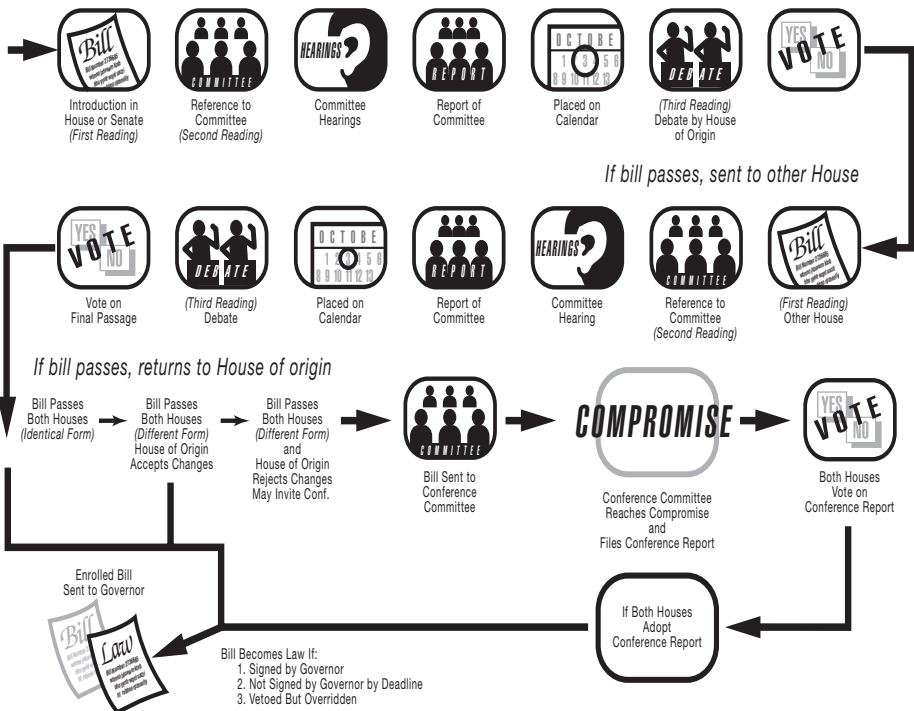 Bill
COMMITTEE
HEARINGS
REPORT
OCTOBE
1 3 4 5 6
8 9 10 11 12 13
DEBATE
YES
VOTE
NO
Introduction in
House or Senate
(First Reading)
Reference to
Committee
(Second Reading)
Committee
Hearings
Report of
Committee
Placed on
Calendar
(Third Reading)
Debate by House
of Origin
If bill passes, sent to other House
YES
VOTE
NO
DEBATE
OCTOBE
1 2 3 4 5 6
8 9 10 11 12 13
REPORT
HEARINGS
COMMITTEE
Bill
Vote on
Final Passage
(Third Reading)
Debate
Placed on
Calendar
Report of
Committee
Committee
Hearing
Reference to
Committee
(Second Reading)
(First Reading)
Other House
If bill passes, returns to House of origin
Bill Passes
Both Houses
(Identical Form)
Bill Passes
Both Houses
(Different Form)
House of Origin
Accepts Changes
Bill Passes
Both Houses
(Different Form)
and
House of Origin
Rejects Changes
May Invite Conf.
COMMITTEE
Bill Sent to
Conference
Committee
COMPROMISE
Conference Committee
Reaches Compromise
and
Files Conference Report
YES
VOTE
NO
Both Houses
Vote on
Conference Report
If Both Houses
Adopt
Conference Report
Enrolled Bill
Sent to Governor
Bill
Law
Bill Becomes Law If:
1. Signed by Governor
2. Not Signed by Governor by Deadline
3. Vetoed But Overridden